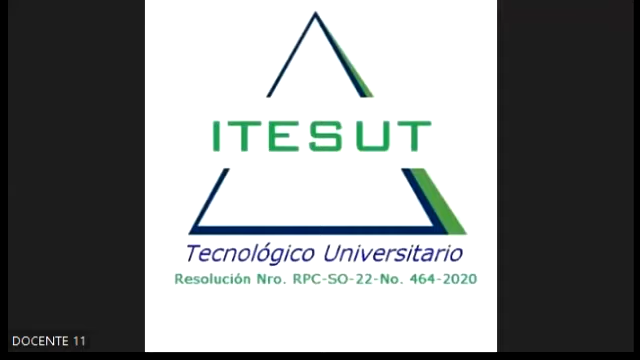 ITESUT
Tecnológico Universitario
Resolución Nro. RPC-SO-22-No. 464-2020
DOCENTE 11